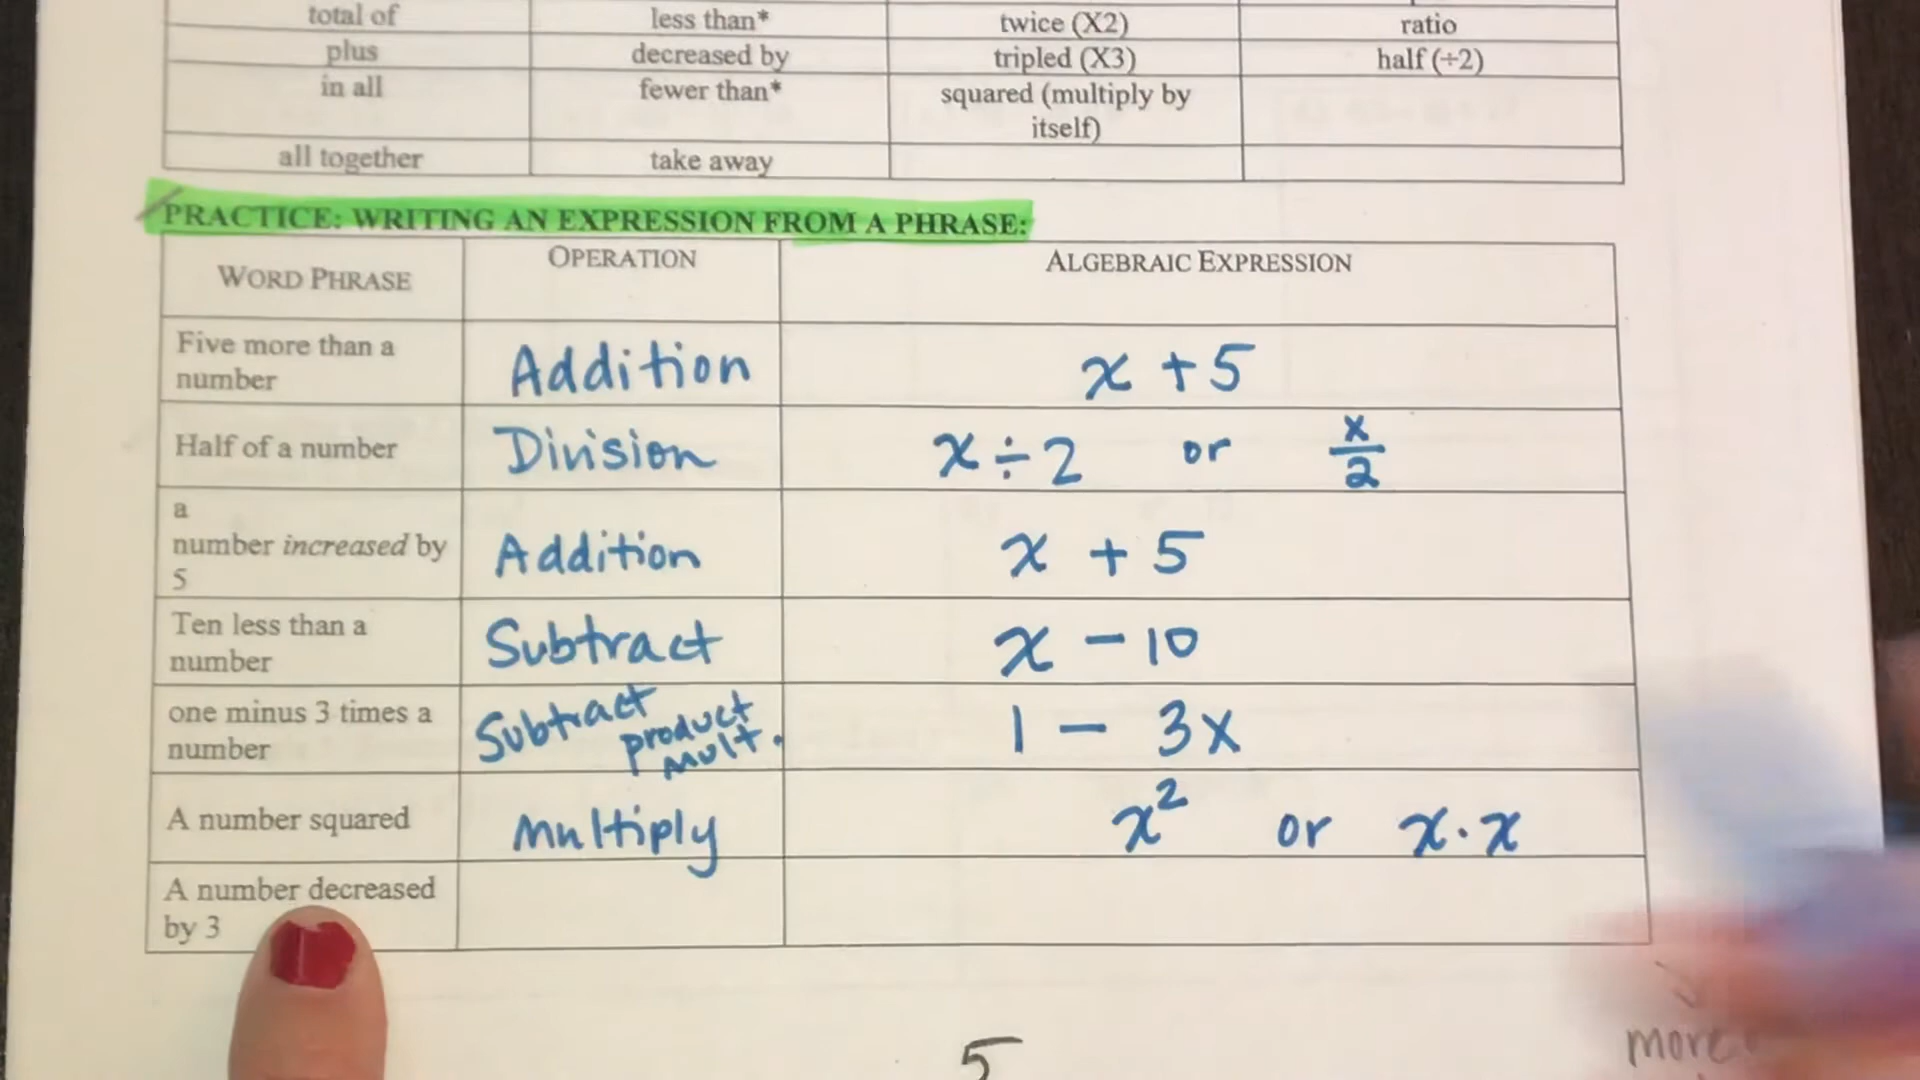 total of less than* twice (X2) ratio
plus decreased by tripled (X3) half (÷2)
in all fewer than* squared (multiply by
itself)
all together take away
PRACTICE: WRITING AN EXPRESSION FROM A PHRASE:
WORD PHRASE OPERATION ALGEBRAIC EXPRESSION
Five more than a
number
Addition x + 5
Half of a number Division x ÷ 2 or x/2
a
number increased by
5
Addition x + 5
Ten less than a
number
Subtract x − 10
one minus 3 times a
number
Subtract
product
mult.
1 − 3x
A number squared multiply x² or x · x
A number decreased
by 3
5
more